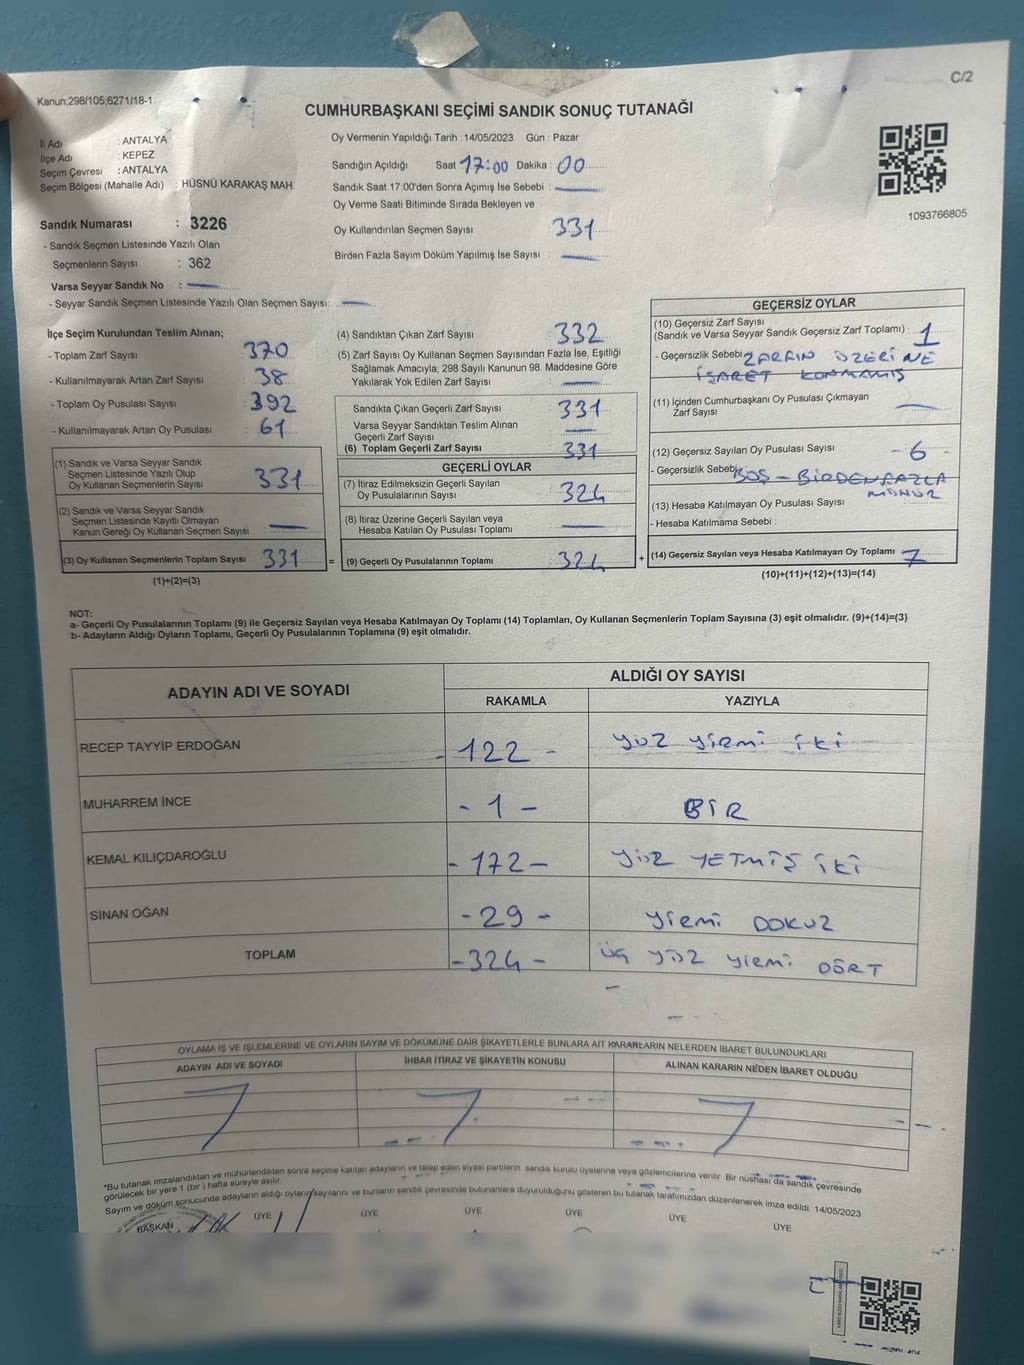 C/2
Kanun;298/105;6271/18-1
CUMHURBAŞKANI SEÇİMİ SANDIK SONUÇ TUTANAĞI
İl Adı : ANTALYA
İlçe Adı : KEPEZ
Seçim Çevresi : ANTALYA
Seçim Bölgesi (Mahalle Adı) : HÜSNÜ KARAKAŞ MAH.
Sandık Numarası : 3226
- Sandık Seçmen Listesinde Yazılı Olan
Seçmenlerin Sayısı : 362
Varsa Seyyar Sandık No : —
- Seyyar Sandık Seçmen Listesinde Yazılı Olan Seçmen Sayısı: —
Oy Vermenin Yapıldığı Tarih :14/05/2023 Gün : Pazar
Sandığın Açıldığı Saat 17:00 Dakika : 00
Sandık Saat 17:00'den Sonra Açımış İse Sebebi : —
Oy Verme Saati Bitiminde Sırada Bekleyen ve
Oy Kullandırılan Seçmen Sayısı : 331
Birden Fazla Sayım Döküm Yapılmış İse Sayısı : —
1093766805
İlçe Seçim Kurulundan Teslim Alınan;
- Toplam Zarf Sayısı : 370
- Kullanılmayarak Artan Zarf Sayısı : 38
- Toplam Oy Pusulası Sayısı : 392
- Kullanılmayarak Artan Oy Pusulası : 61
(1) Sandık ve Varsa Seyyar Sandık
Seçmen Listesinde Yazılı Olup
Oy Kullanan Seçmenlerin Sayısı : 331
(2) Sandık ve Varsa Seyyar Sandık
Seçmen Listesinde Kayıtlı Olmayan
Kanun Gereği Oy Kullanan Seçmen Sayısı : —
(3) Oy Kullanan Seçmenlerin Toplam Sayısı : 331
(1)+(2)=(3)
(4) Sandıktan Çıkan Zarf Sayısı : 332
(5) Zarf Sayısı Oy Kullanan Seçmen Sayısından Fazla İse, Eşitliği
Sağlamak Amacıyla, 298 Sayılı Kanunun 98. Maddesine Göre
Yakılarak Yok Edilen Zarf Sayısı : —
Sandıkta Çıkan Geçerli Zarf Sayısı : 331
Varsa Seyyar Sandıktan Teslim Alınan
Geçerli Zarf Sayısı : —
(6) Toplam Geçerli Zarf Sayısı : 331
GEÇERLİ OYLAR
(7) İtiraz Edilmeksizin Geçerli Sayılan
Oy Pusulalarının Sayısı : 324
(8) İtiraz Üzerine Geçerli Sayılan veya
Hesaba Katılan Oy Pusulası Toplamı : —
= (9) Geçerli Oy Pusulalarının Toplamı : 324 +
GEÇERSİZ OYLAR
(10) Geçersiz Zarf Sayısı
(Sandık ve Varsa Seyyar Sandık Geçersiz Zarf Toplamı) : 1
- Geçersizlik Sebebi: ZARFIN ÜZERİNE
İŞARET KONMAMIŞ
(11) İçinden Cumhurbaşkanı Oy Pusulası Çıkmayan
Zarf Sayısı : —
(12) Geçersiz Sayılan Oy Pusulası Sayısı : - 6 -
- Geçersizlik Sebebi: BOŞ - BİRDEN FAZLA
MÜHÜR
(13) Hesaba Katılmayan Oy Pusulası Sayısı :
- Hesaba Katılmama Sebebi :
(14) Geçersiz Sayılan veya Hesaba Katılmayan Oy Toplamı : 7
(10)+(11)+(12)+(13)=(14)
NOT:
a- Geçerli Oy Pusulalarının Toplamı (9) ile Geçersiz Sayılan veya Hesaba Katılmayan Oy Toplamı (14) Toplamları, Oy Kullanan Seçmenlerin Toplam Sayısına (3) eşit olmalıdır. (9)+(14)=(3)
b- Adayların Aldığı Oyların Toplamı, Geçerli Oy Pusulalarının Toplamına (9) eşit olmalıdır.
ADAYIN ADI VE SOYADI ALDIĞI OY SAYISI
RAKAMLA YAZIYLA
RECEP TAYYİP ERDOĞAN - 122 - yüz yirmi iki
MUHARREM İNCE - 1 - BİR
KEMAL KILIÇDAROĞLU - 172 - yüz YETMİŞ iki
SİNAN OĞAN - 29 - yirmi DOKUZ
TOPLAM - 324 - üç yüz yirmi DÖRT
OYLAMA İŞ VE İŞLEMLERİNE VE OYLARIN SAYIM VE DÖKÜMÜNE DAİR ŞİKAYETLERLE BUNLARA AİT KARARLARIN NELERDEN İBARET BULUNDUKLARI
ADAYIN ADI VE SOYADI İHBAR İTİRAZ VE ŞİKAYETİN KONUSU ALINAN KARARIN NEDEN İBARET OLDUĞU
*Bu tutanak imzalandıktan ve mühürlendikten sonra seçime katılan adayların ve talep eden siyasi partilerin sandık kurulu üyelerine veya gözlemcilerine verilir. Bir nüshası da sandık çevresinde
görülecek bir yere 1 (bir ) hafta süreyle asılır.
Sayım ve döküm sonucunda adayların aldığı oyların sayılarını ve bunların sandık çevresinde bulunanlara duyurulduğunu gösteren bu tutanak tarafımızdan düzenlenerek imza edildi. 14/05/2023
BAŞKAN ÜYE ÜYE ÜYE ÜYE ÜYE ÜYE